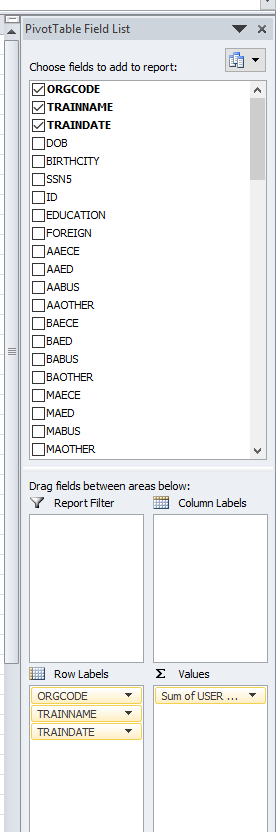 PivotTable Field List
Choose fields to add to report:
ORGCODE
TRAINNAME
TRAINDATE
DOB
BIRTHCITY
SSN5
ID
EDUCATION
FOREIGN
AAECE
AAED
AABUS
AAOTHER
BAECE
BAED
BABUS
BAOTHER
MAECE
MAED
MABUS
MAOTHER
Drag fields between areas below:
Report Filter
Column Labels
Row Labels
Σ Values
ORGCODE
Sum of USER ...
TRAINNAME
TRAINDATE